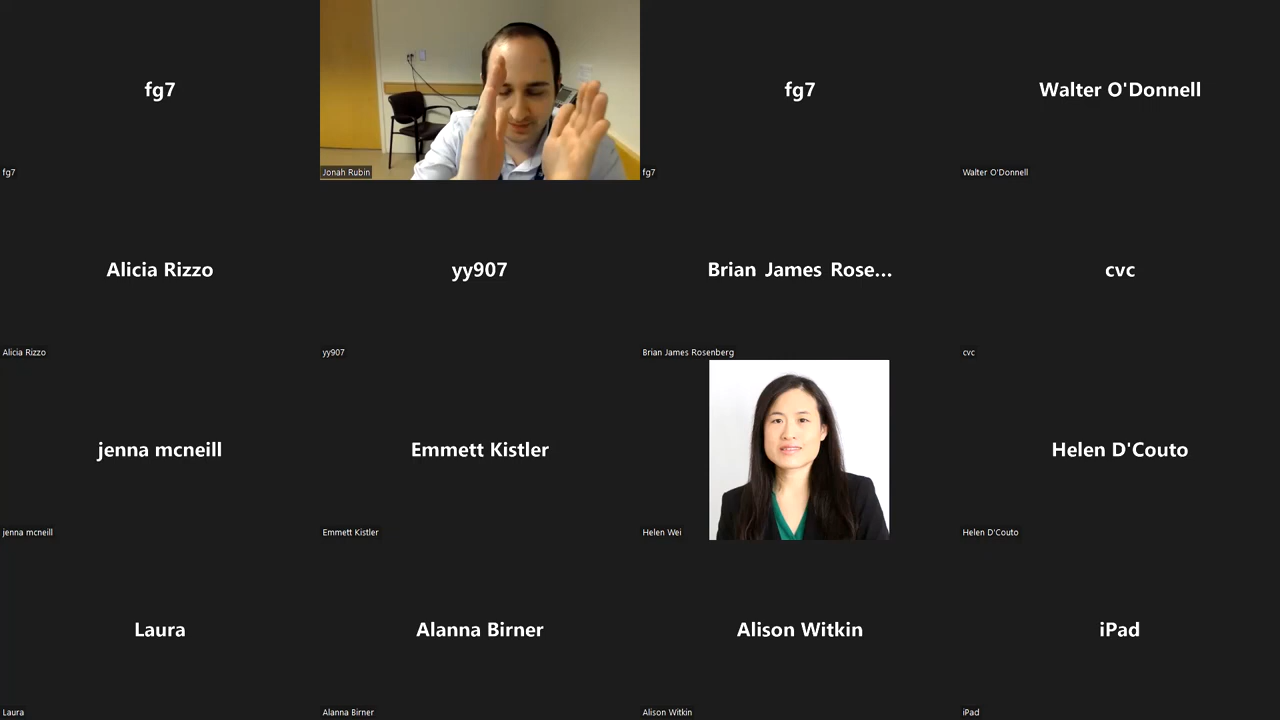 fg7
fg7
Jonah Rubin
fg7
fg7
Walter O'Donnell
Walter O'Donnell
Alicia Rizzo
Alicia Rizzo
yy907
yy907
Brian James Rose...
Brian James Rosenberg
cvc
cvc
jenna mcneill
jenna mcneill
Emmett Kistler
Emmett Kistler
Helen Wei
Helen D'Couto
Helen D'Couto
Laura
Laura
Alanna Birner
Alanna Birner
Alison Witkin
Alison Witkin
iPad
iPad